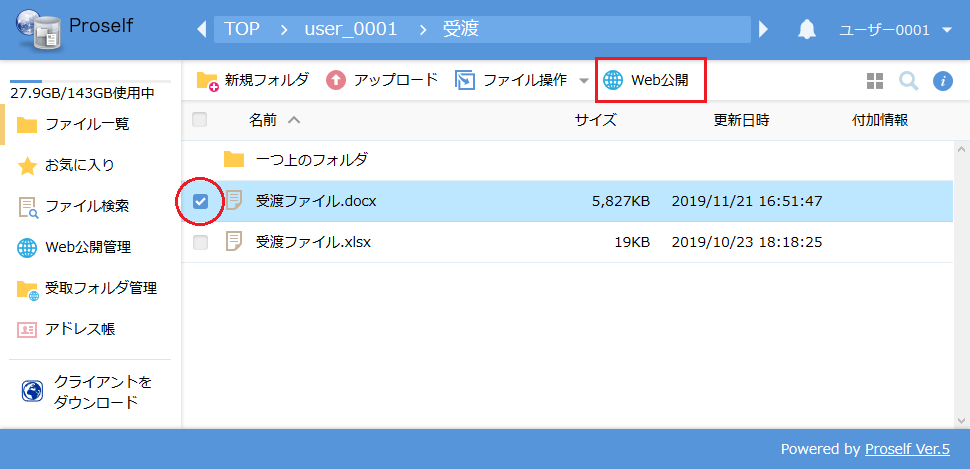 Proself
TOP user_0001 受渡
ユーザー0001
27.9GB/143GB使用中
ファイル一覧
お気に入り
ファイル検索
Web公開管理
受取フォルダ管理
アドレス帳
クライアントを
ダウンロード
新規フォルダ アップロード ファイル操作 Web公開
名前 サイズ 更新日時 付加情報
一つ上のフォルダ
受渡ファイル.docx 5,827KB 2019/11/21 16:51:47
受渡ファイル.xlsx 19KB 2019/10/23 18:18:25
Powered by Proself Ver.5